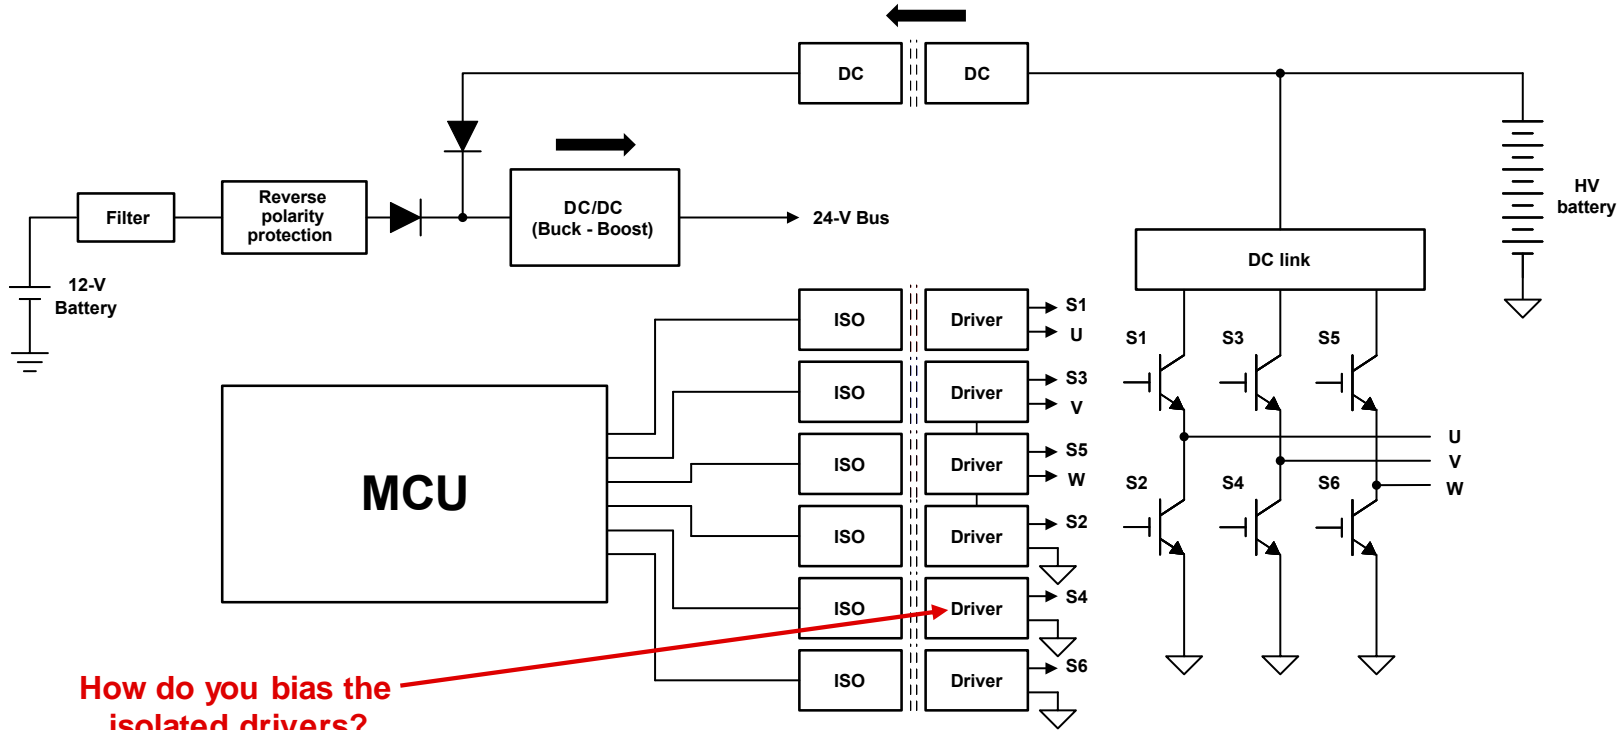 DC
DC
Filter
Reverse
polarity
protection
DC/DC
(Buck - Boost)
24-V Bus
HV
battery
12-V
Battery
DC link
ISO
Driver
S1
U
ISO
Driver
S3
V
ISO
Driver
S5
W
ISO
Driver
S2
ISO
Driver
S4
ISO
Driver
S6
MCU
S1
S3
S5
U
V
W
S2
S4
S6
How do you bias the
isolated drivers?